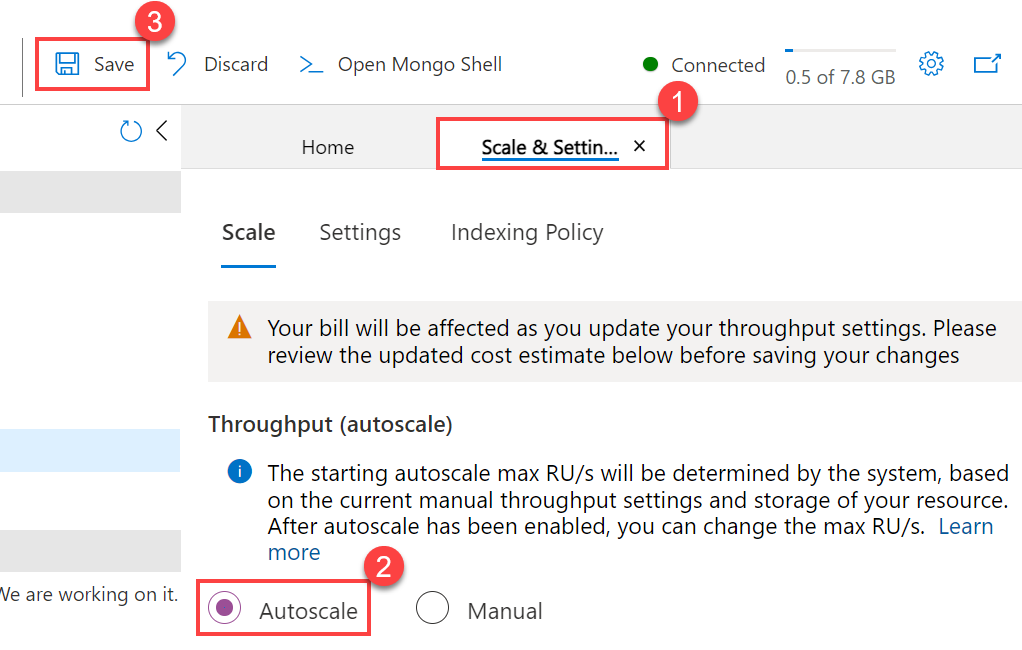 3
Save
Discard
Open Mongo Shell
Connected
0.5 of 7.8 GB
1
Home
Scale & Settin...
Scale
Settings
Indexing Policy
Your bill will be affected as you update your throughput settings. Please
review the updated cost estimate below before saving your changes
Throughput (autoscale)
The starting autoscale max RU/s will be determined by the system, based
on the current manual throughput settings and storage of your resource.
After autoscale has been enabled, you can change the max RU/s. Learn
more
2
We are working on it.
Autoscale
Manual